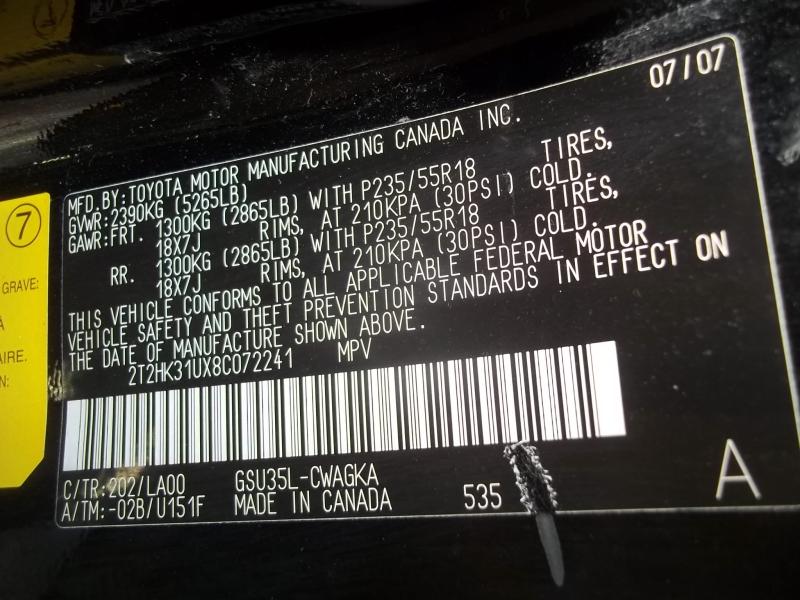 07/07
MFD.BY:TOYOTA MOTOR MANUFACTURING CANADA INC.
GVWR:2390KG (5265LB)
GAWR:FRT. 1300KG (2865LB) WITH P235/55R18 TIRES,
18X7J RIMS, AT 210KPA (30PSI) COLD.
RR. 1300KG (2865LB) WITH P235/55R18 TIRES,
18X7J RIMS, AT 210KPA (30PSI) COLD.
THIS VEHICLE CONFORMS TO ALL APPLICABLE FEDERAL MOTOR
VEHICLE SAFETY AND THEFT PREVENTION STANDARDS IN EFFECT ON
THE DATE OF MANUFACTURE SHOWN ABOVE.
2T2HK31UX8C072241 MPV
C/TR:202/LA00 GSU35L-CWAGKA
A/TM:-02B/U151F MADE IN CANADA 535 A
7
GRAVE:
À
AIRE.
N: